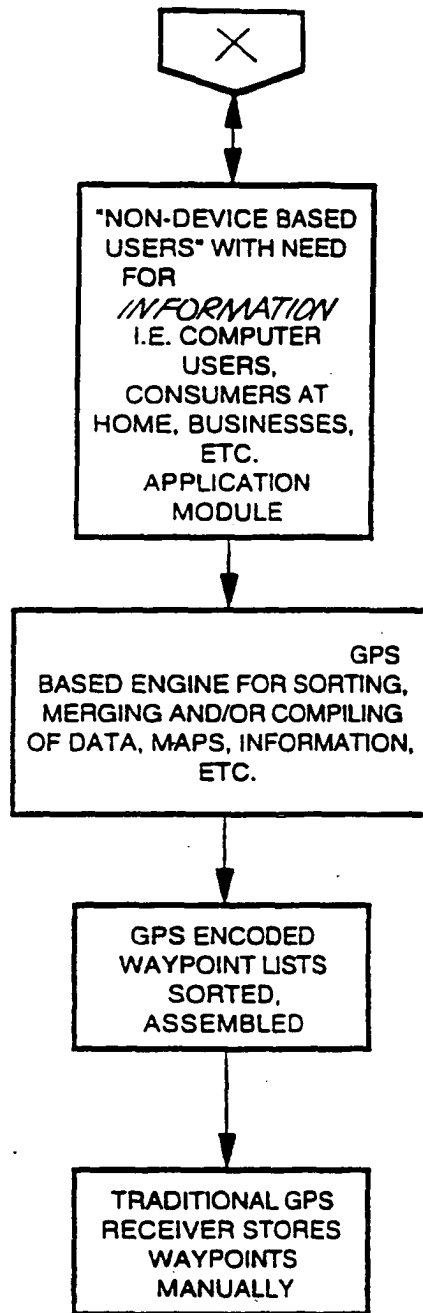 X
"NON-DEVICE BASED
USERS" WITH NEED
FOR
INFORMATION
I.E. COMPUTER
USERS,
CONSUMERS AT
HOME, BUSINESSES,
ETC.
APPLICATION
MODULE
GPS
BASED ENGINE FOR SORTING,
MERGING AND/OR COMPILING
OF DATA, MAPS, INFORMATION,
ETC.
GPS ENCODED
WAYPOINT LISTS
SORTED,
ASSEMBLED
TRADITIONAL GPS
RECEIVER STORES
WAYPOINTS
MANUALLY